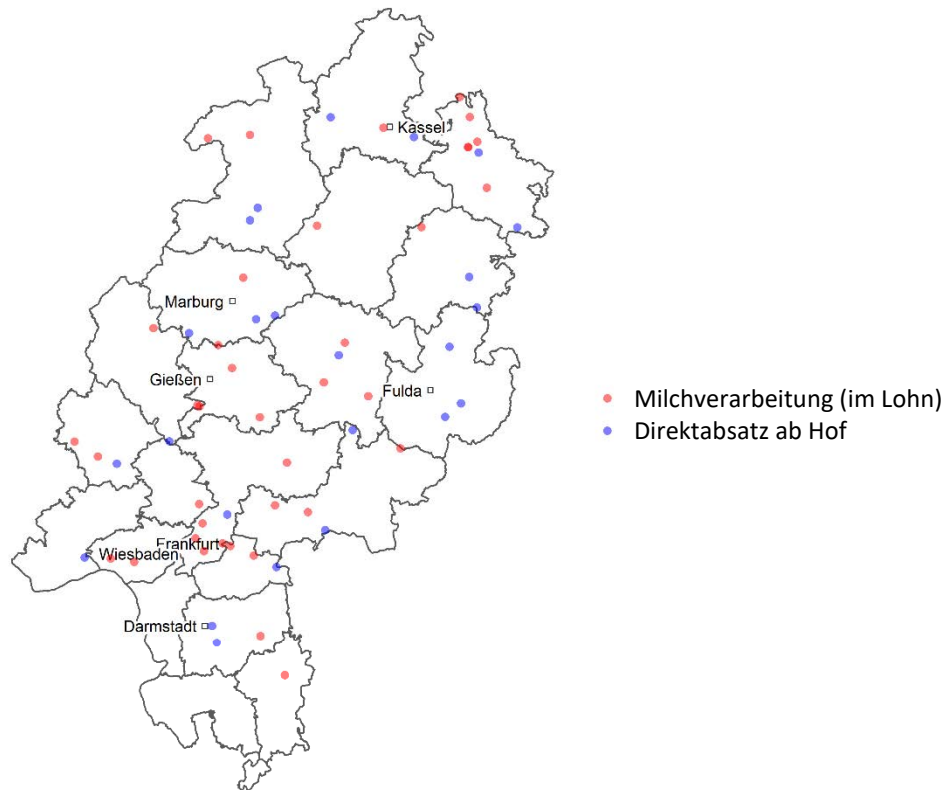 Kassel
Marburg
Gießen
Fulda
Milchverarbeitung (im Lohn)
Direktabsatz ab Hof
Frankfurt
Wiesbaden
Darmstadt